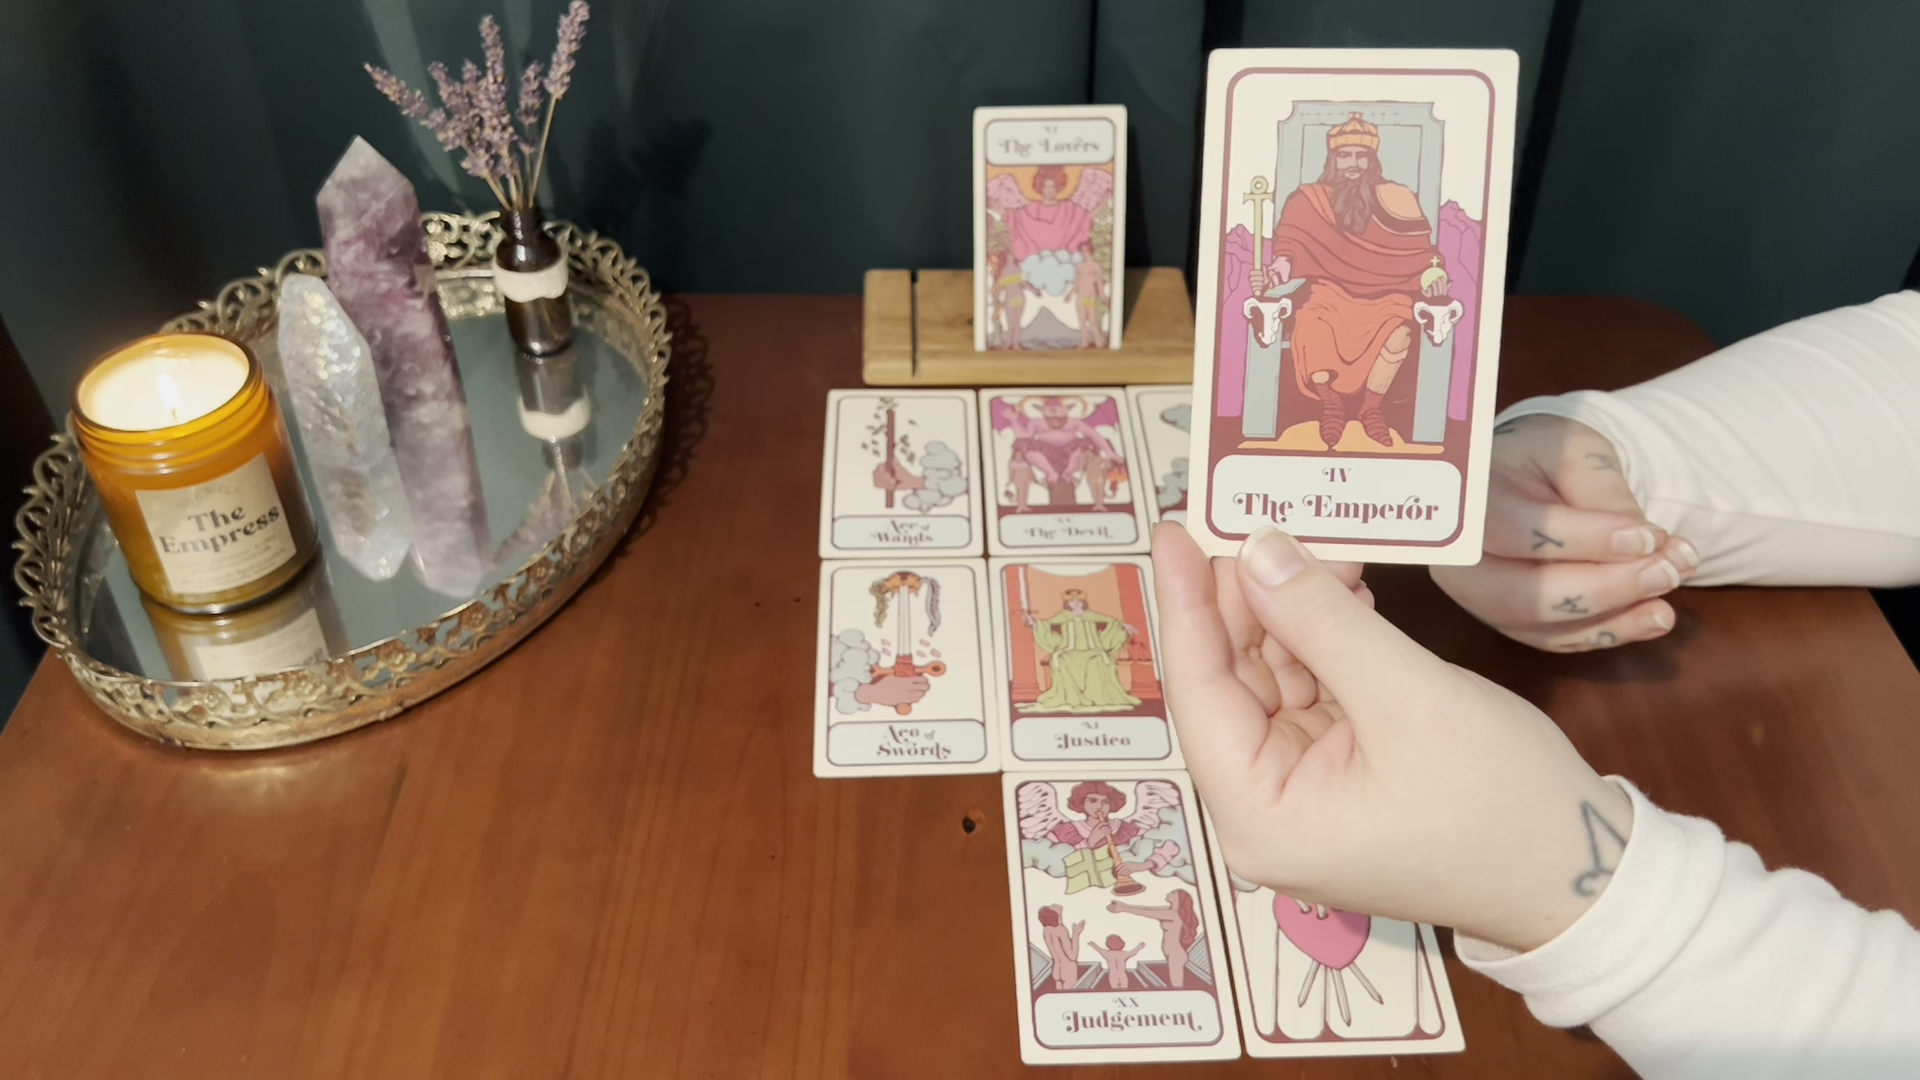 VI
The Lovers
IV
The Emperor
The
Empress
Ace of
Wands
The Devil
Ace of
Swords
XI
Justice
XX
Judgement
Y